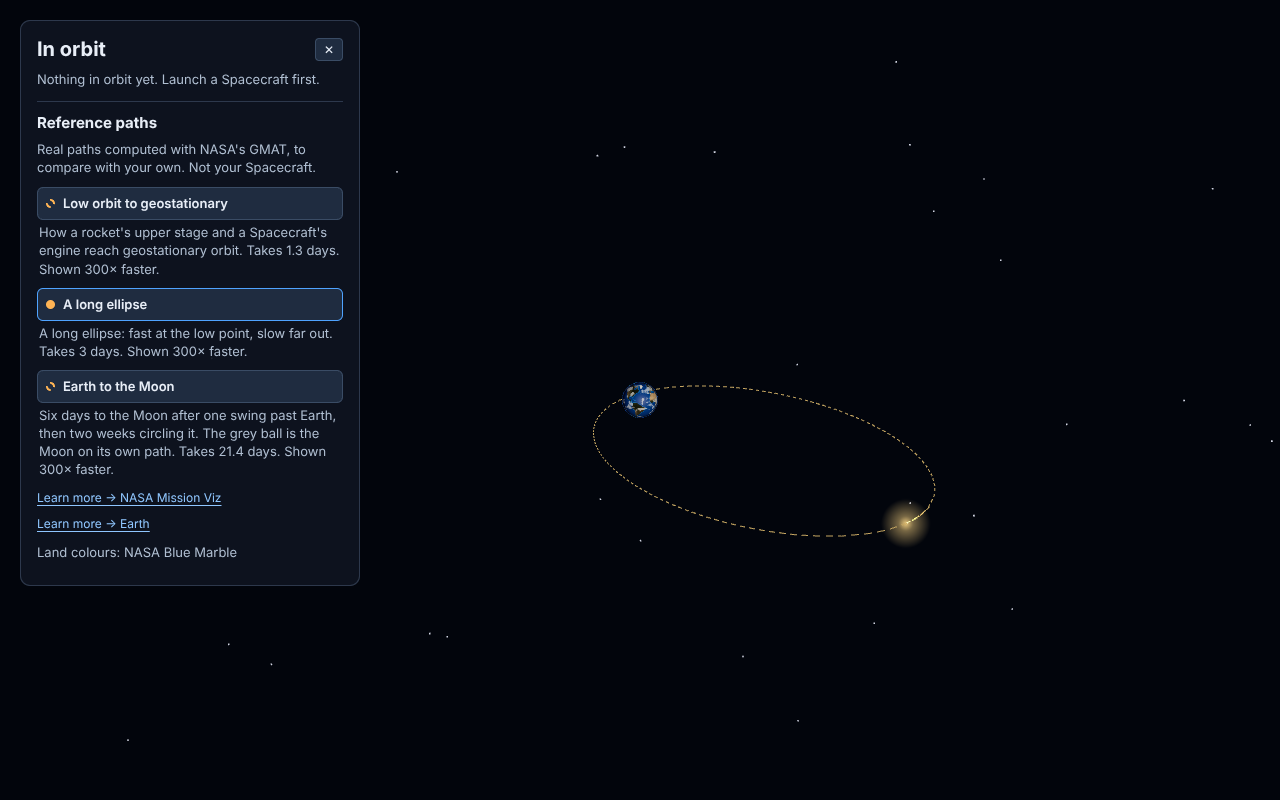 In orbit
✕
Nothing in orbit yet. Launch a Spacecraft first.
Reference paths
Real paths computed with NASA's GMAT, to
compare with your own. Not your Spacecraft.
Low orbit to geostationary
How a rocket's upper stage and a Spacecraft's
engine reach geostationary orbit. Takes 1.3 days.
Shown 300× faster.
A long ellipse
A long ellipse: fast at the low point, slow far out.
Takes 3 days. Shown 300× faster.
Earth to the Moon
Six days to the Moon after one swing past Earth,
then two weeks circling it. The grey ball is the
Moon on its own path. Takes 21.4 days. Shown
300× faster.
Learn more → NASA Mission Viz
Learn more → Earth
Land colours: NASA Blue Marble